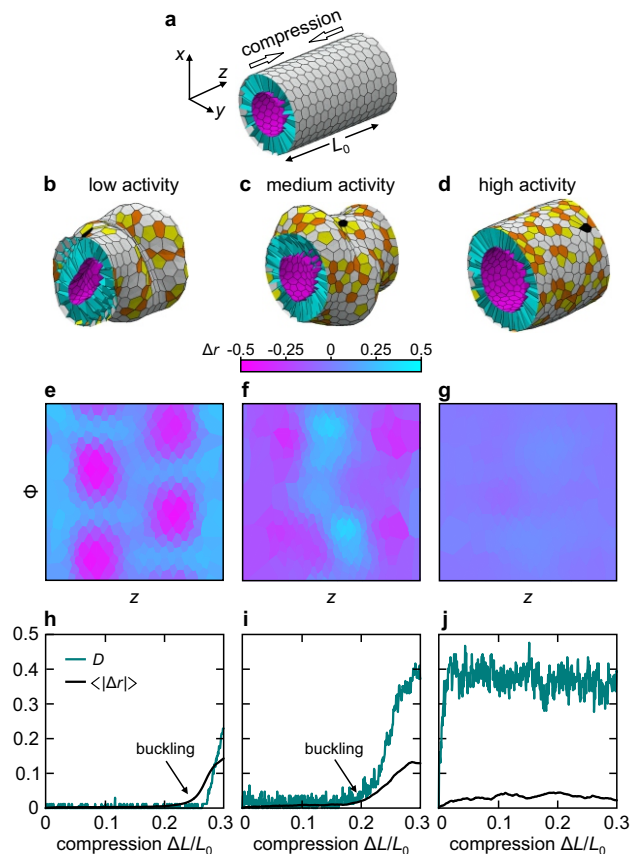 a
compression
x
z
y
L0
b low activity
c medium activity
d high activity
Δr -0.5 -0.25 0 0.25 0.5
e f g
Φ
z z
h i j
0.5
0.4
0.3
0.2
0.1
0
D
<|Δr|>
buckling
buckling
0 0.1 0.2 0.3
0 0.1 0.2 0.3
0 0.1 0.2 0.3
compression ΔL/L0
compression ΔL/L0